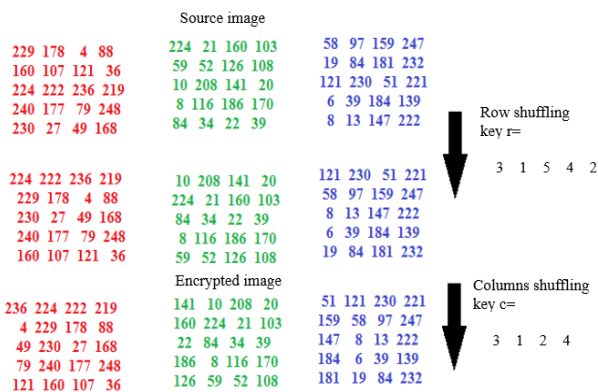 Source image
229 178 4 88
160 107 121 36
224 222 236 219
240 177 79 248
230 27 49 168
224 21 160 103
59 52 126 108
10 208 141 20
8 116 186 170
84 34 22 39
58 97 159 247
19 84 181 232
121 230 51 221
6 39 184 139
8 13 147 222
Row shuffling
key r=
3 1 5 4 2
224 222 236 219
229 178 4 88
230 27 49 168
240 177 79 248
160 107 121 36
10 208 141 20
224 21 160 103
84 34 22 39
8 116 186 170
59 52 126 108
121 230 51 221
58 97 159 247
8 13 147 222
6 39 184 139
19 84 181 232
Encrypted image
Columns shuffling
key c=
3 1 2 4
236 224 222 219
4 229 178 88
49 230 27 168
79 240 177 248
121 160 107 36
141 10 208 20
160 224 21 103
22 84 34 39
186 8 116 170
126 59 52 108
51 121 230 221
159 58 97 247
147 8 13 222
184 6 39 139
181 19 84 232